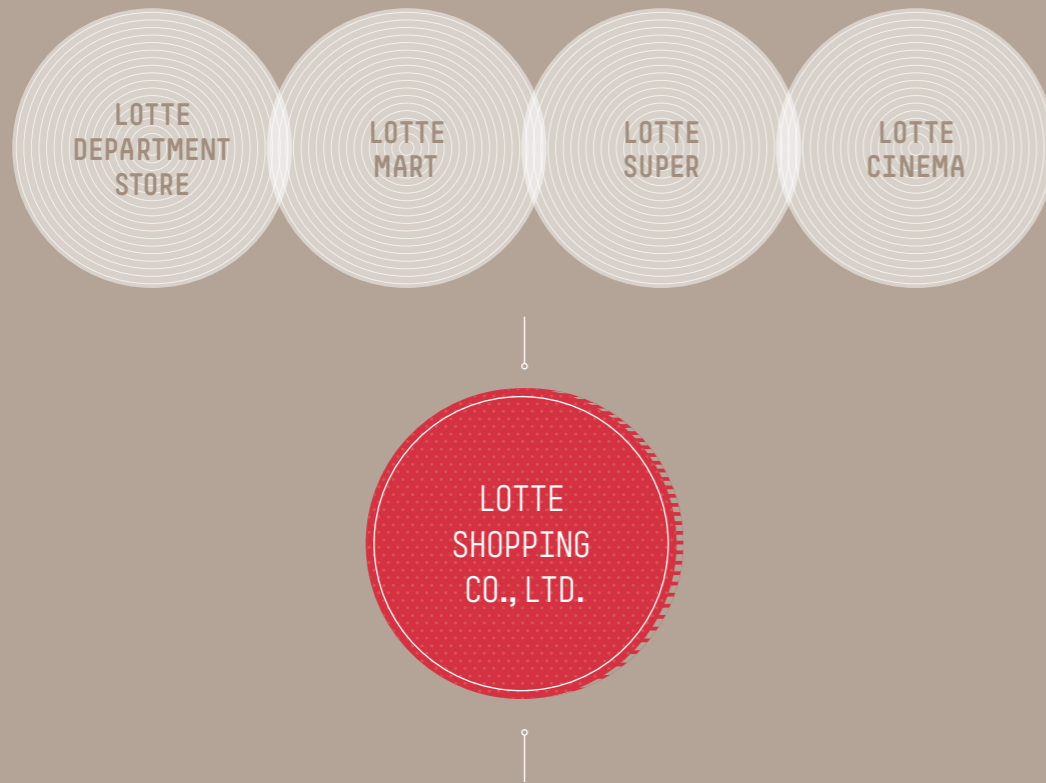 LOTTE
DEPARTMENT
STORE
LOTTE
MART
LOTTE
SUPER
LOTTE
CINEMA
LOTTE
SHOPPING
CO., LTD.